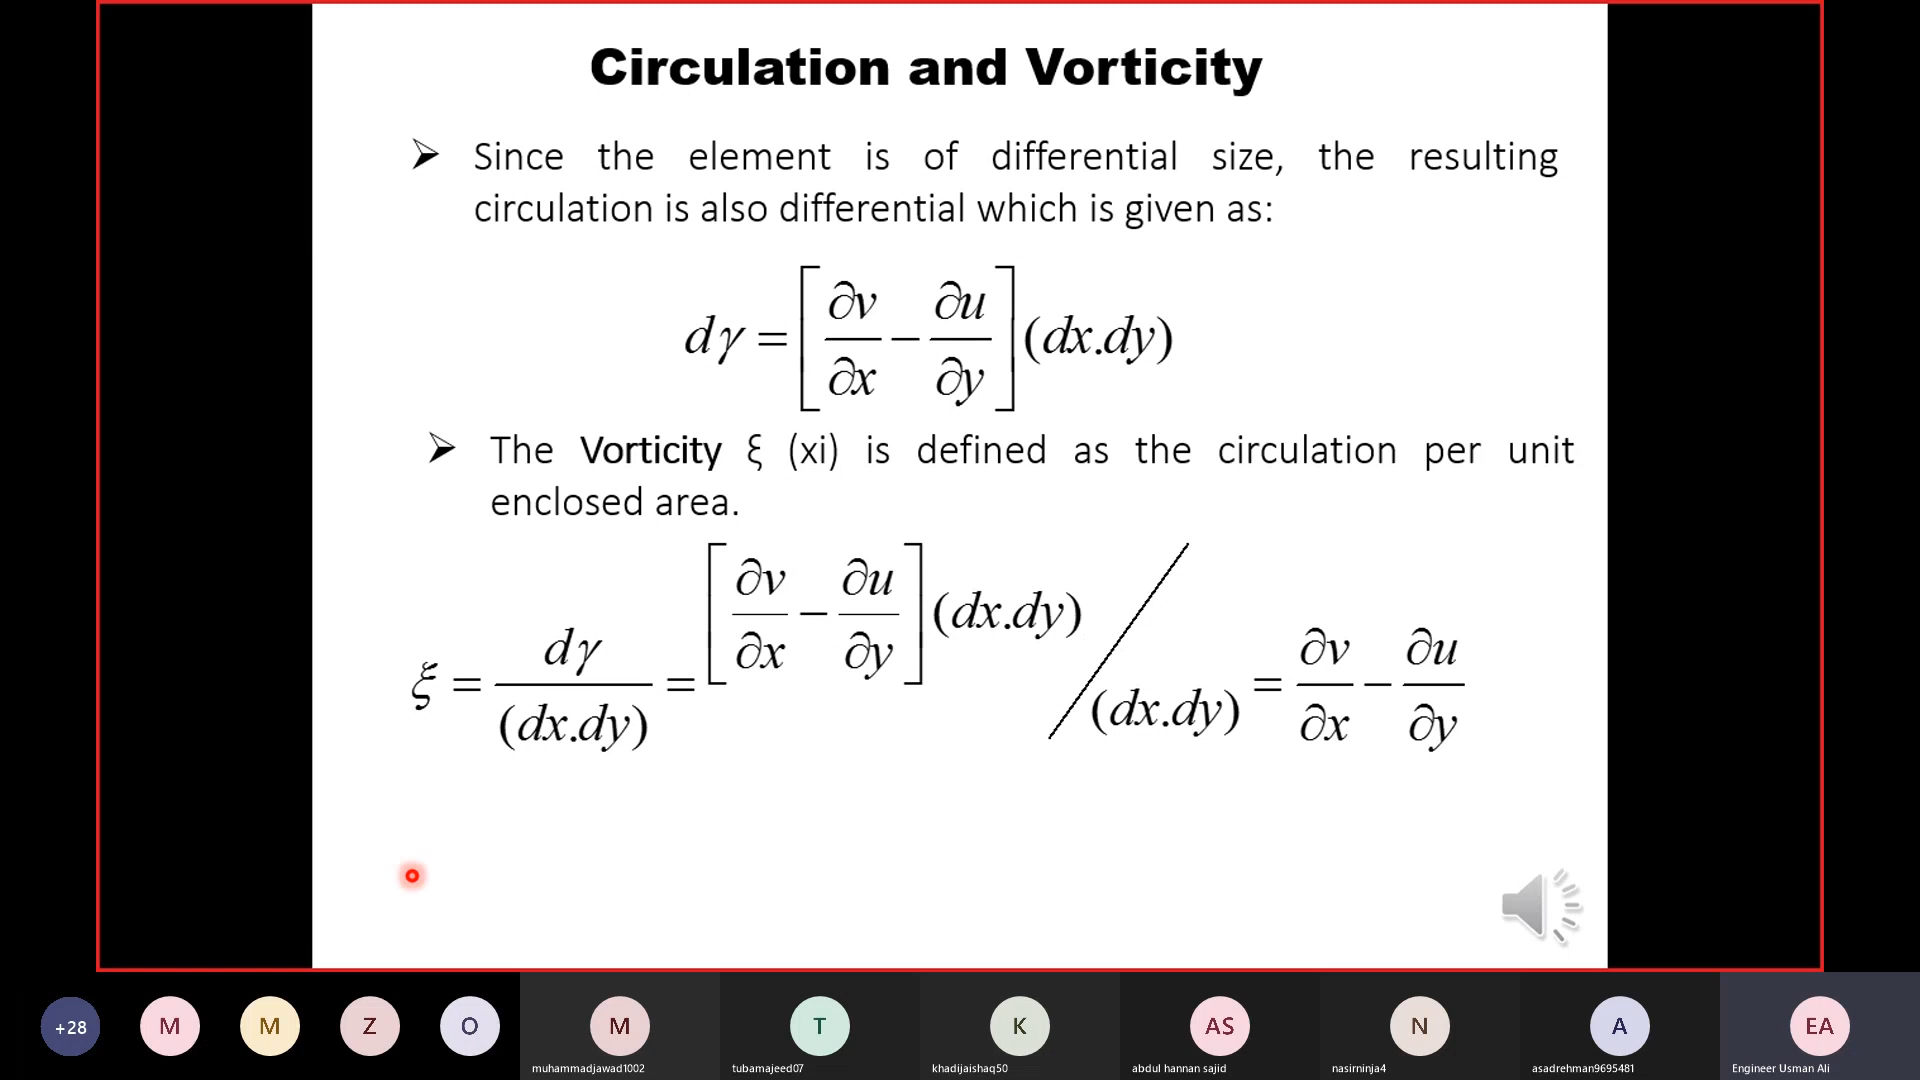 Circulation and Vorticity
➢ Since the element is of differential size, the resulting
circulation is also differential which is given as:
dγ = [∂v/∂x − ∂u/∂y] (dx.dy)
➢ The Vorticity ξ (xi) is defined as the circulation per unit
enclosed area.
ξ = dγ/(dx.dy) = [∂v/∂x − ∂u/∂y] (dx.dy) / (dx.dy) = ∂v/∂x − ∂u/∂y
+28 M M Z O M T K AS N A EA
muhammadjawad1002 tubamajeed07 khadijaishaq50 abdul hannan sajid nasirninja4 asadrehman9695481 Engineer Usman Ali